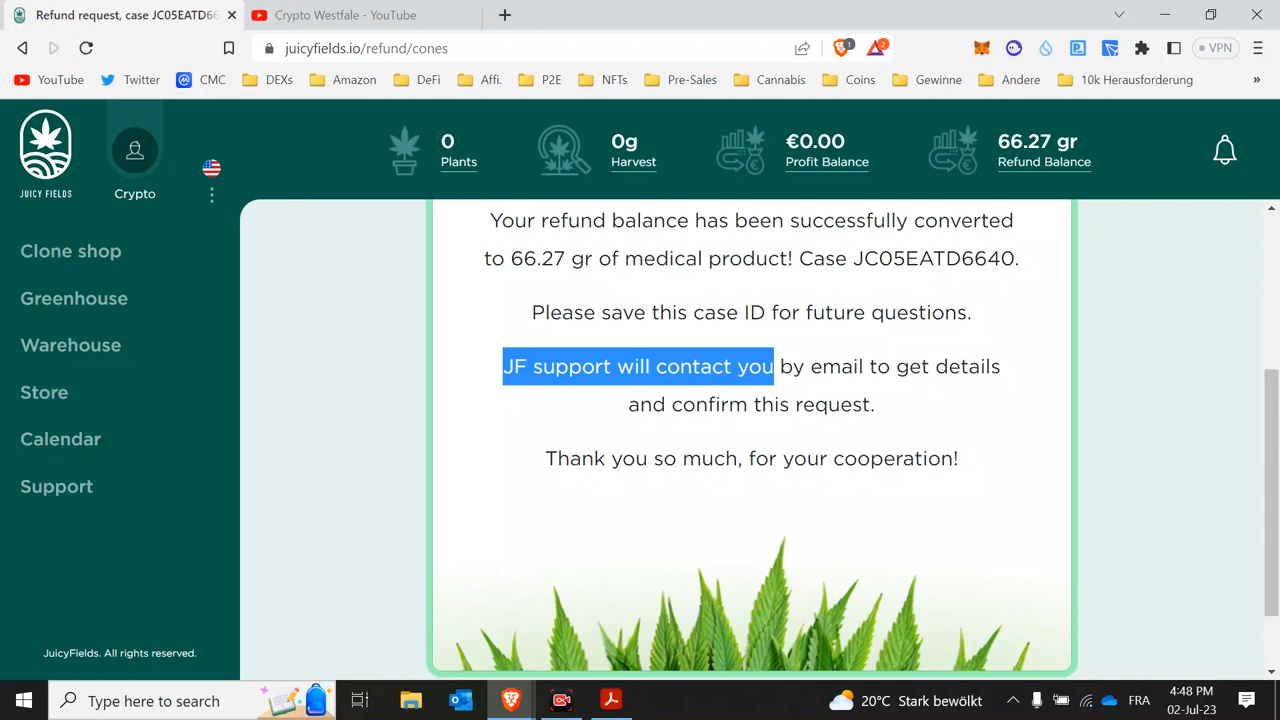 Refund request, case JC05EATD66
Crypto Westfale - YouTube
juicyfields.io/refund/cones
1
2
VPN
YouTube
Twitter
CMC
DEXs
Amazon
DeFi
Affi.
P2E
NFTs
Pre-Sales
Cannabis
Coins
Gewinne
Andere
10k Herausforderung
»
JUICY FIELDS
Crypto
0
Plants
0g
Harvest
€0.00
Profit Balance
66.27 gr
Refund Balance
Clone shop
Greenhouse
Warehouse
Store
Calendar
Support
JuicyFields. All rights reserved.
Your refund balance has been successfully converted
to 66.27 gr of medical product! Case JC05EATD6640.
Please save this case ID for future questions.
JF support will contact you by email to get details
and confirm this request.
Thank you so much, for your cooperation!
Type here to search
20°C Stark bewölkt
FRA
4:48 PM
02-Jul-23